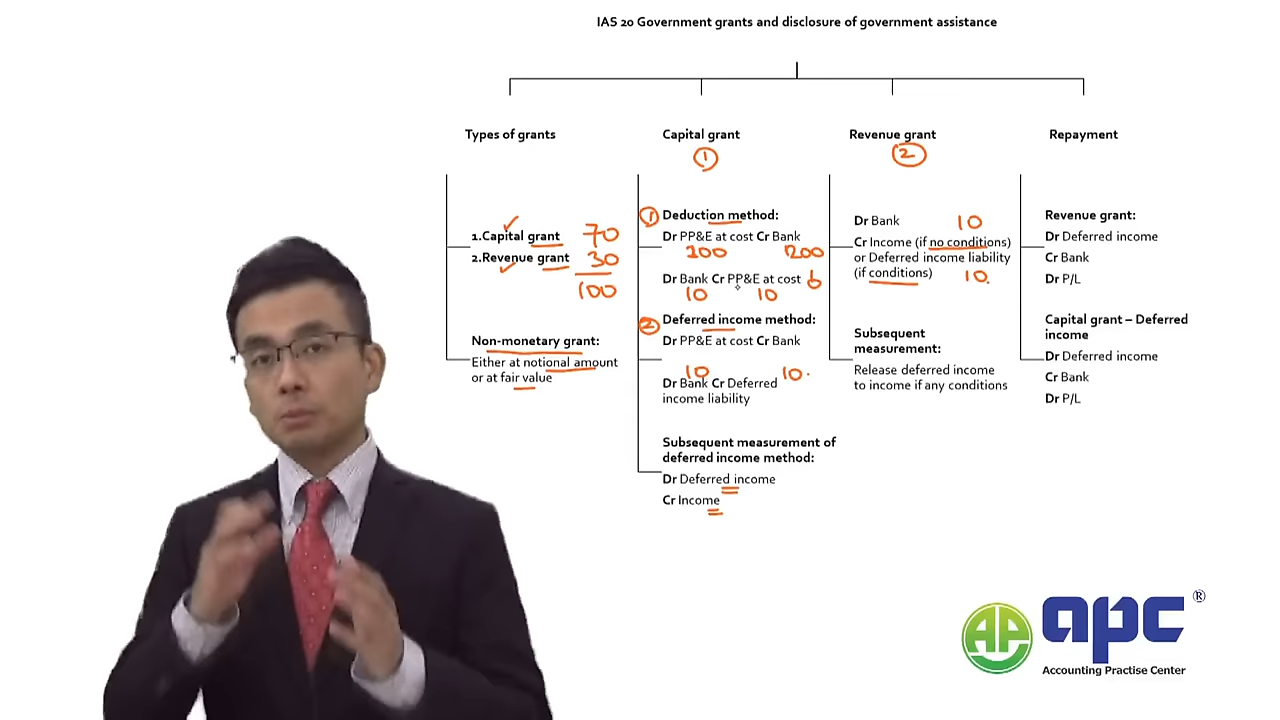 IAS 20 Government grants and disclosure of government assistance
Types of grants
1.Capital grant 70
2.Revenue grant 30
100
Non-monetary grant:
Either at notional amount
or at fair value
Capital grant
1
1 Deduction method:
Dr PP&E at cost Cr Bank
200 200
Dr Bank Cr PP&E at cost
10 10
2 Deferred income method:
Dr PP&E at cost Cr Bank
10 10.
Dr Bank Cr Deferred
income liability
Subsequent measurement of
deferred income method:
Dr Deferred income
Cr Income
Revenue grant
2
Dr Bank 10
Cr Income (if no conditions)
or Deferred income liability
(if conditions) 10.
Subsequent
measurement:
Release deferred income
to income if any conditions
Repayment
Revenue grant:
Dr Deferred income
Cr Bank
Dr P/L
Capital grant – Deferred
income
Dr Deferred income
Cr Bank
Dr P/L
AP
apc ®
Accounting Practise Center